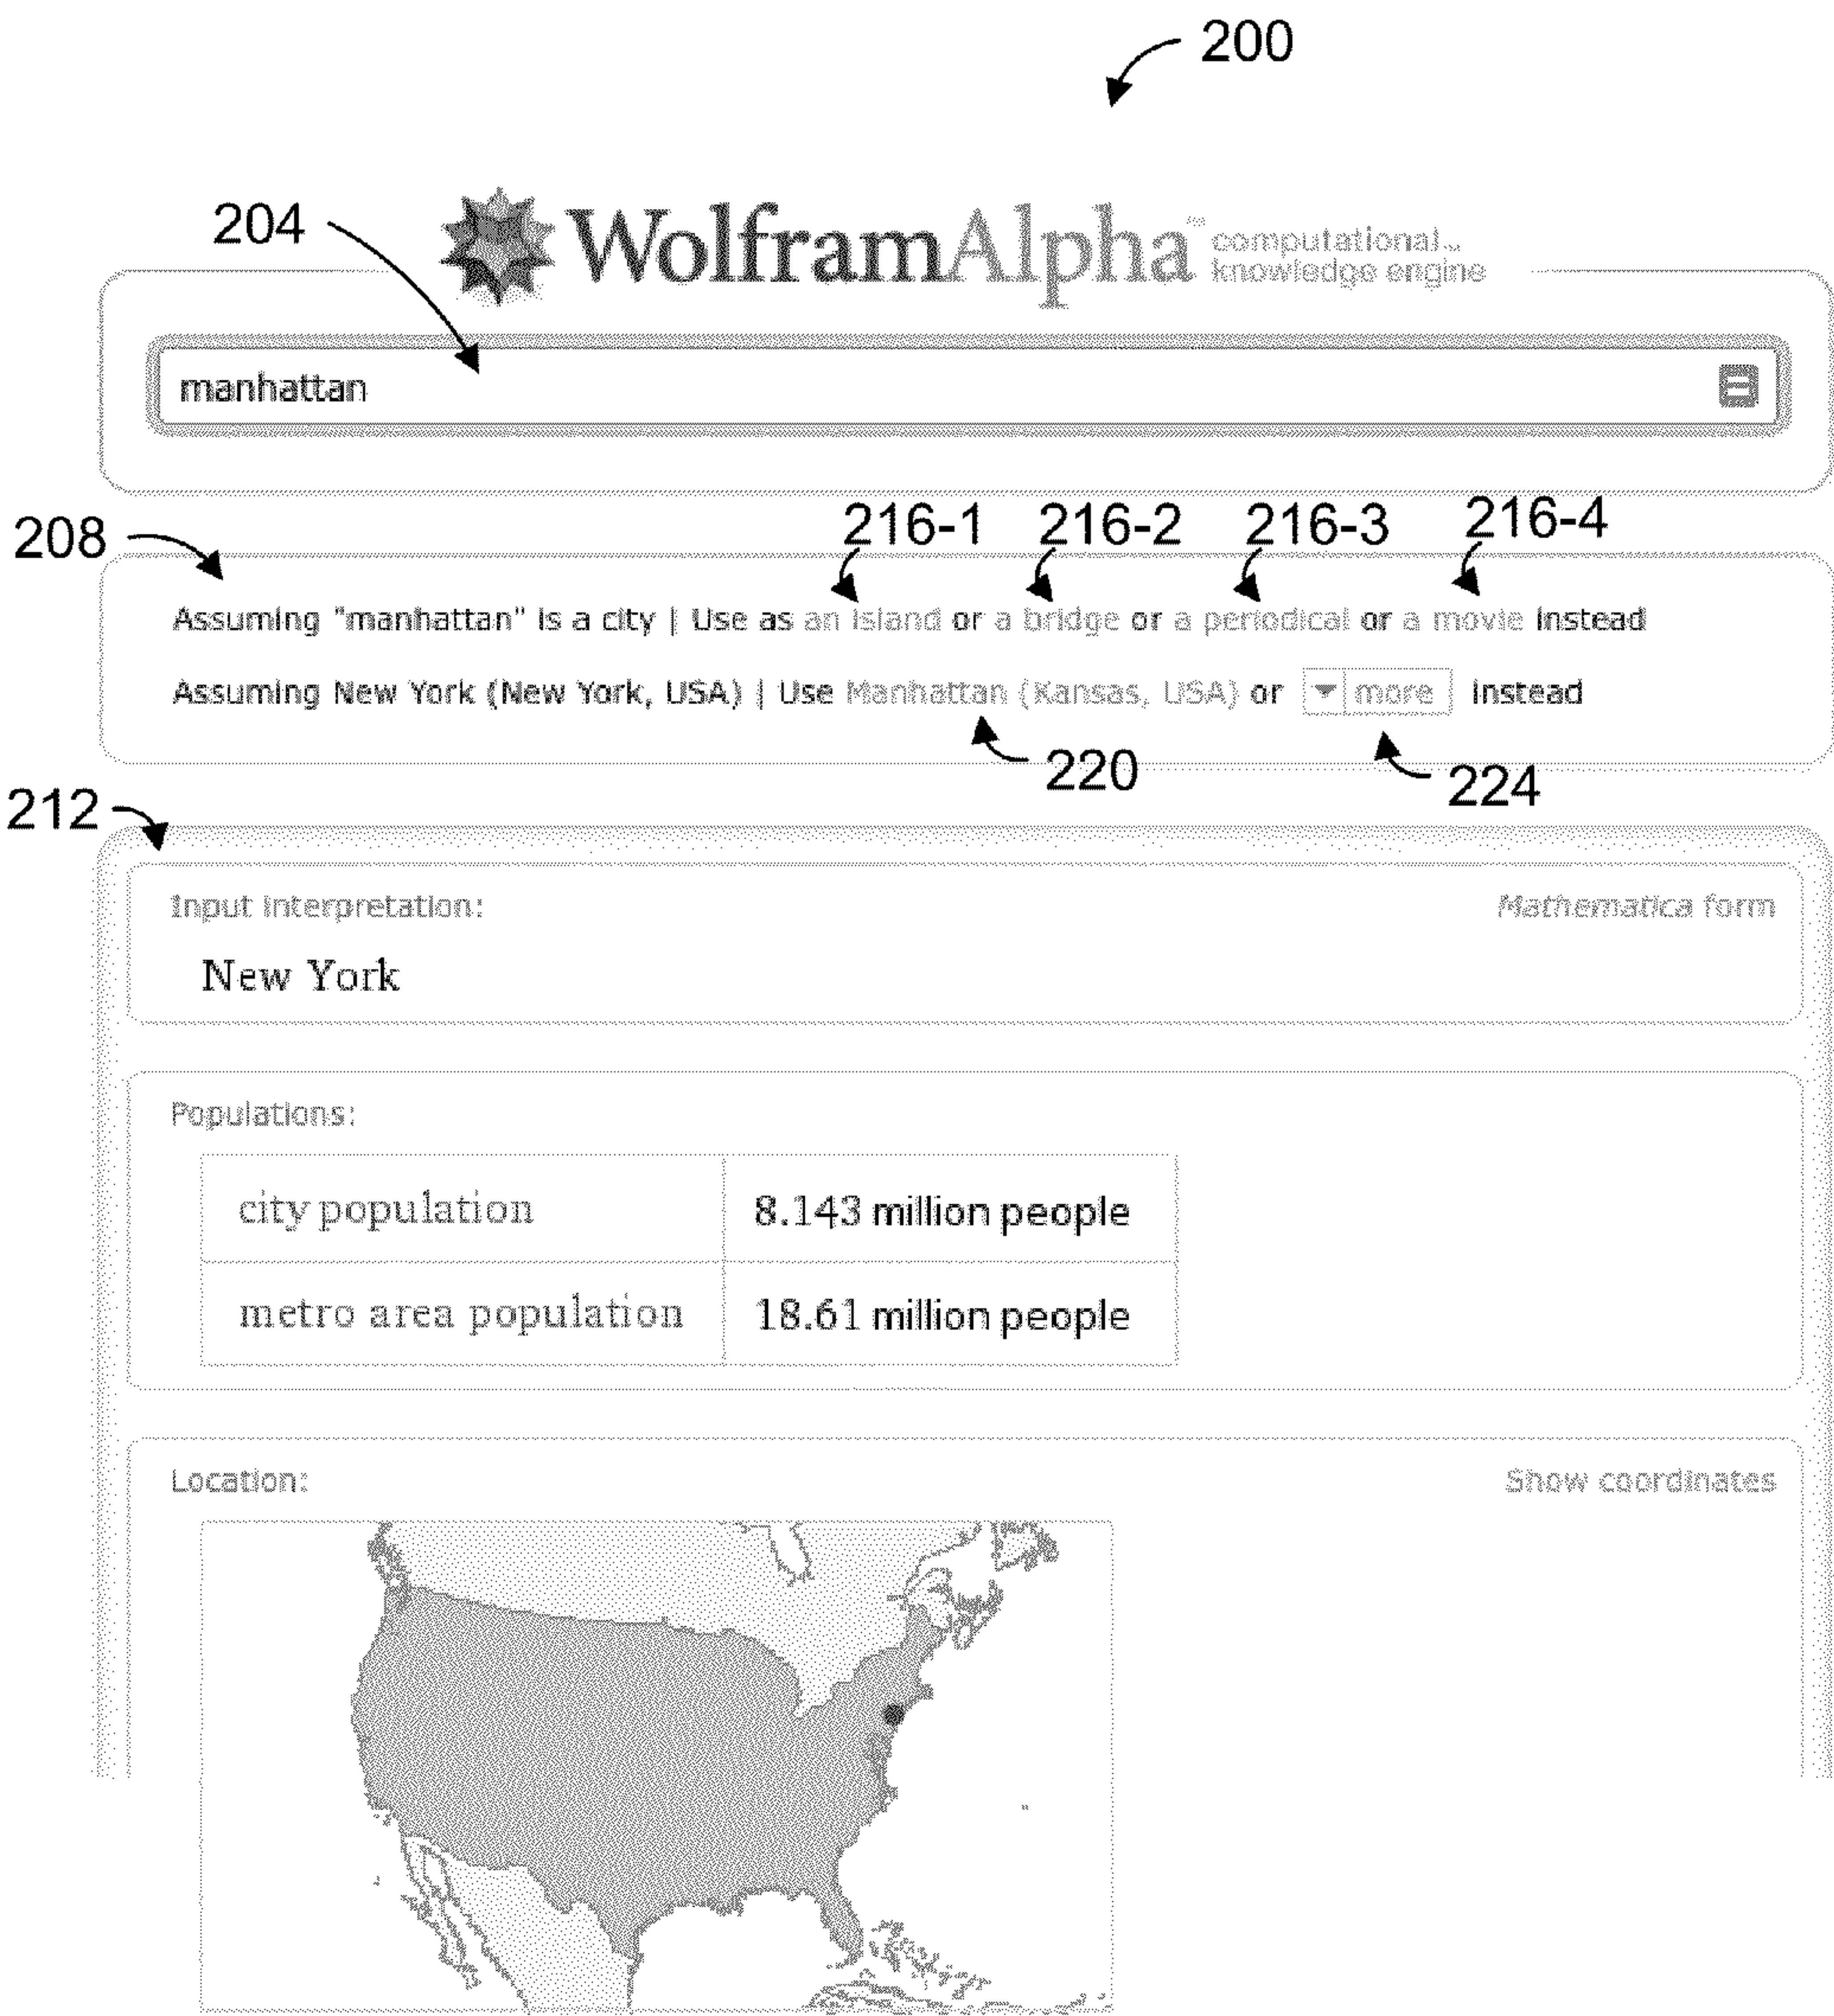 200
204
WolframAlpha™ computational
knowledge engine
manhattan
208
216-1 216-2 216-3 216-4
Assuming "manhattan" is a city | Use as an island or a bridge or a periodical or a movie instead
Assuming New York (New York, USA) | Use Manhattan (Kansas, USA) or more instead
220
224
212
Input interpretation: Mathematica form
New York
Populations:
city population 8.143 million people
metro area population 18.61 million people
Location: Show coordinates